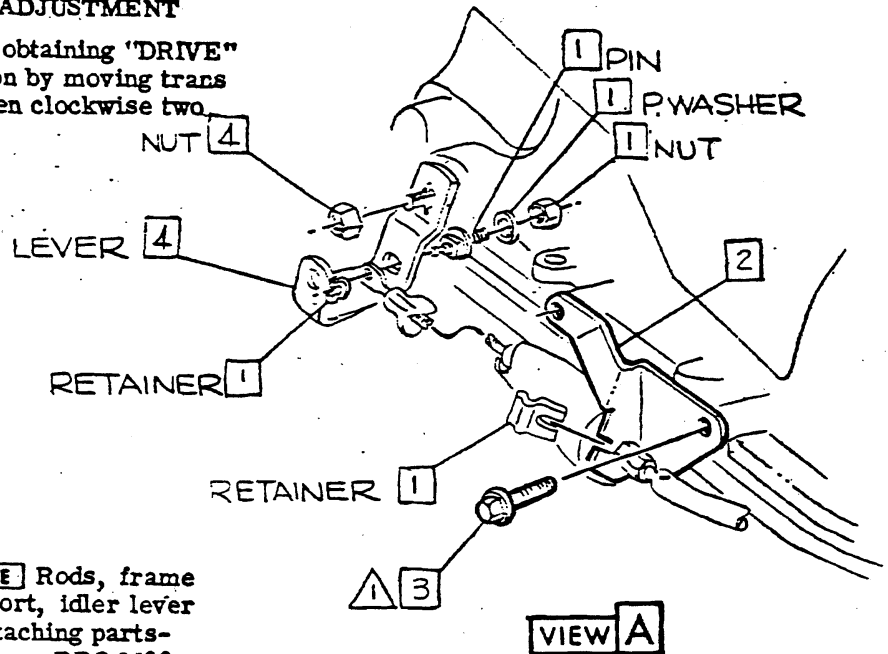 ADJUSTMENT
obtaining "DRIVE"
on by moving trans
en clockwise two
1 PIN
1 P. WASHER
1 NUT
NUT 4
LEVER 4
2
RETAINER 1
RETAINER 1
1 3
E Rods, frame
ort, idler lever
taching parts-
VIEW A